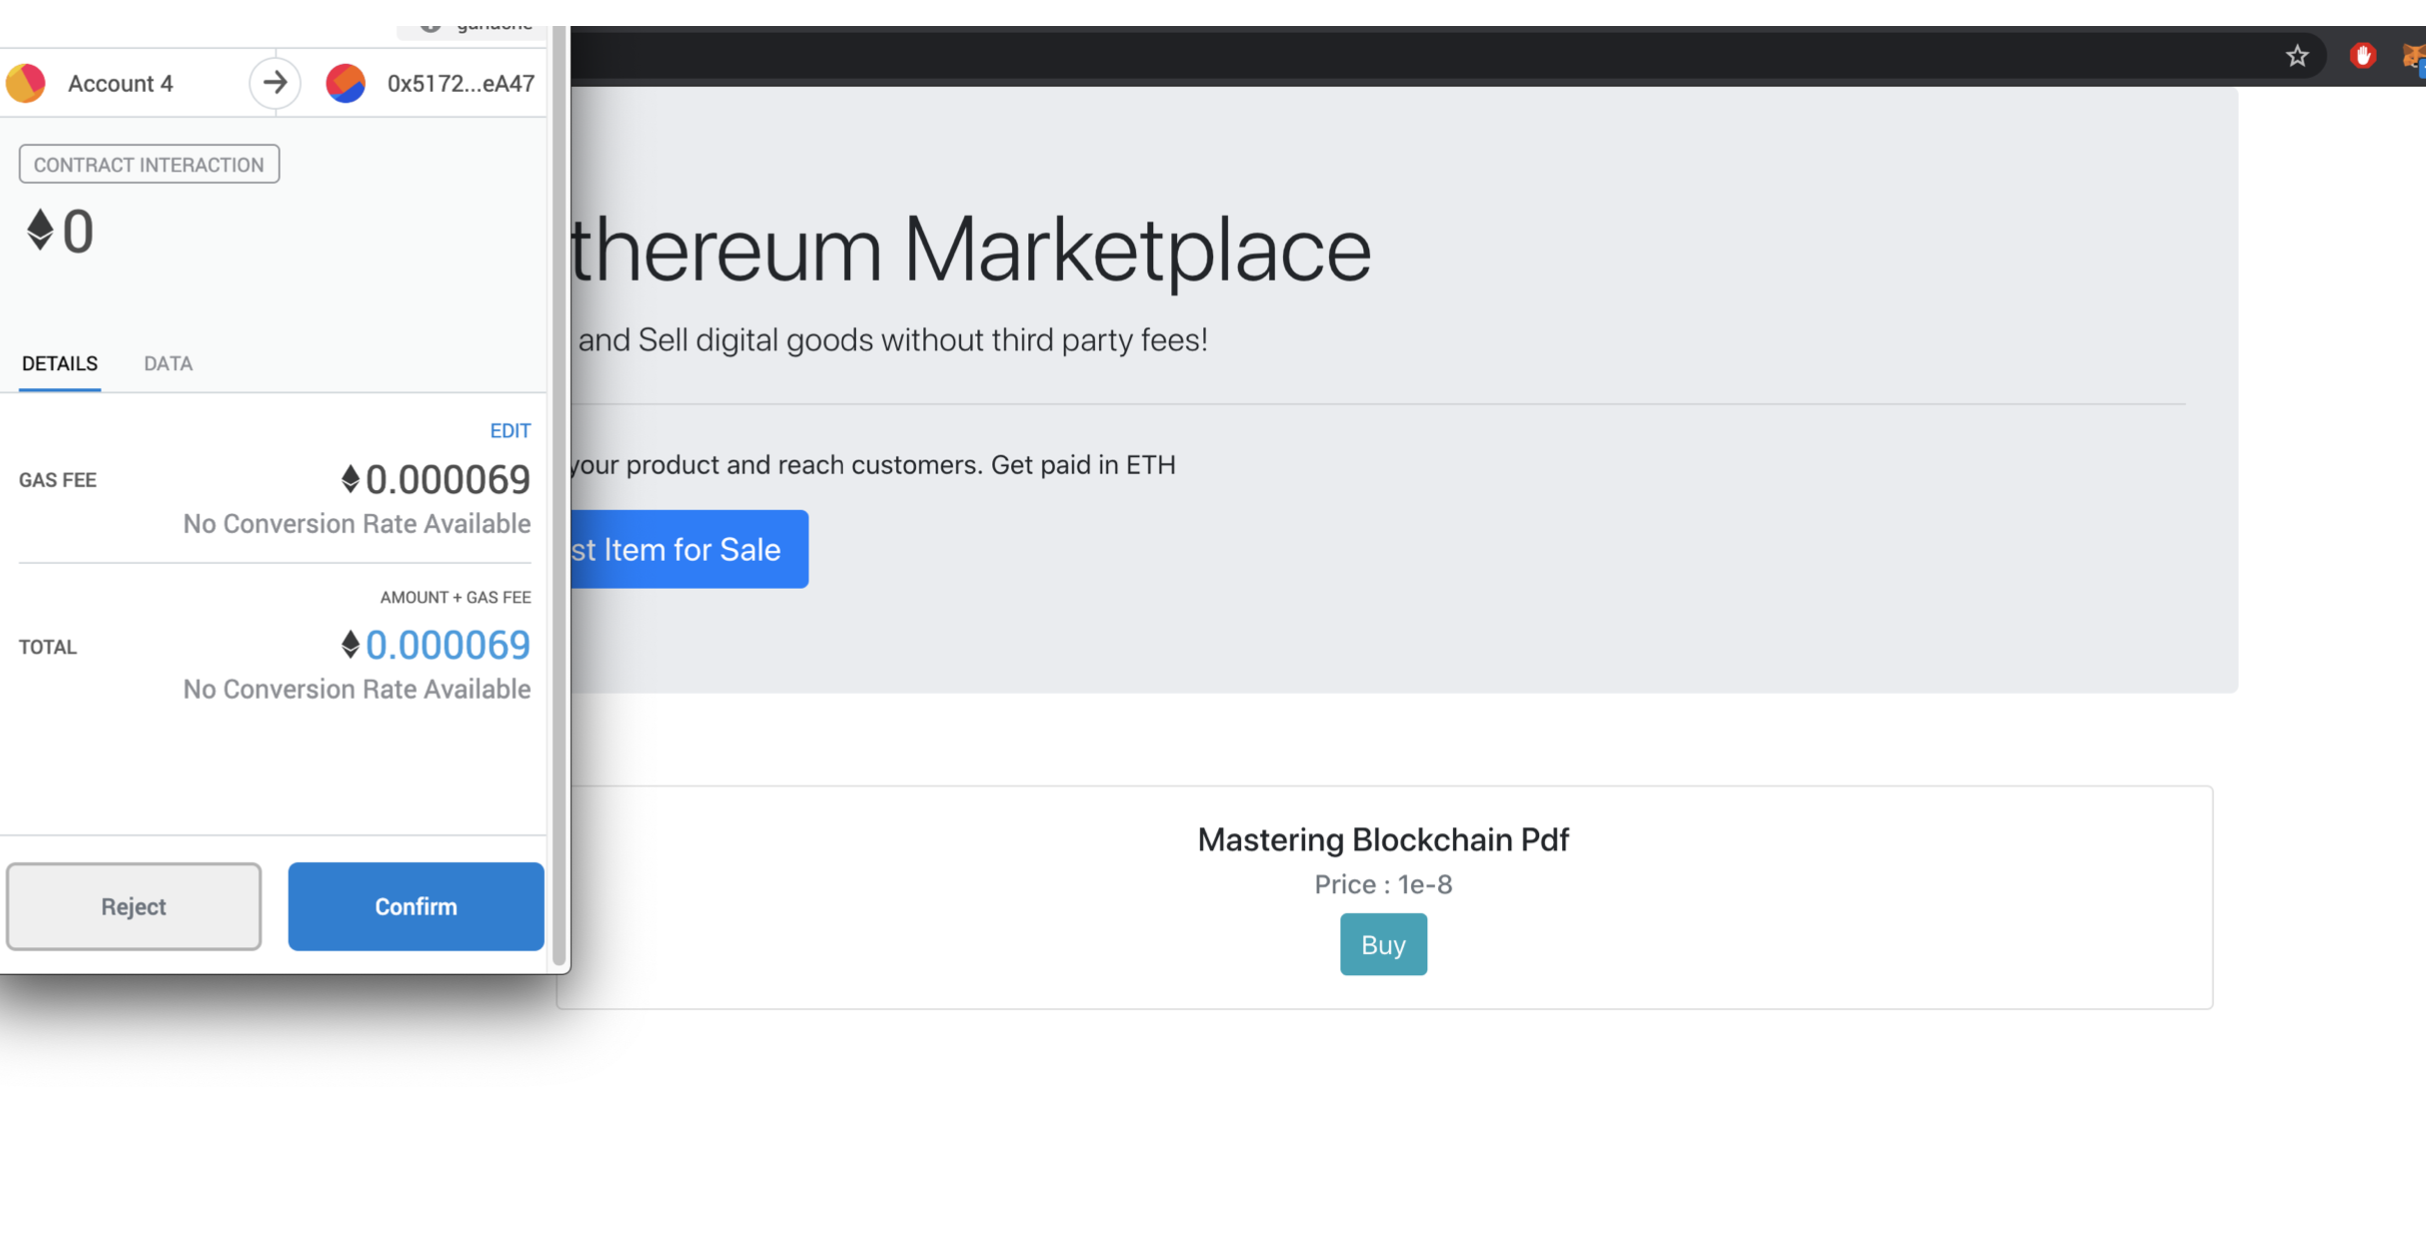 Account 4
0x5172...eA47
CONTRACT INTERACTION
0
DETAILS DATA
EDIT
GAS FEE
0.000069
No Conversion Rate Available
AMOUNT + GAS FEE
TOTAL
0.000069
No Conversion Rate Available
Reject
Confirm
thereum Marketplace
and Sell digital goods without third party fees!
your product and reach customers. Get paid in ETH
st Item for Sale
Mastering Blockchain Pdf
Price : 1e-8
Buy